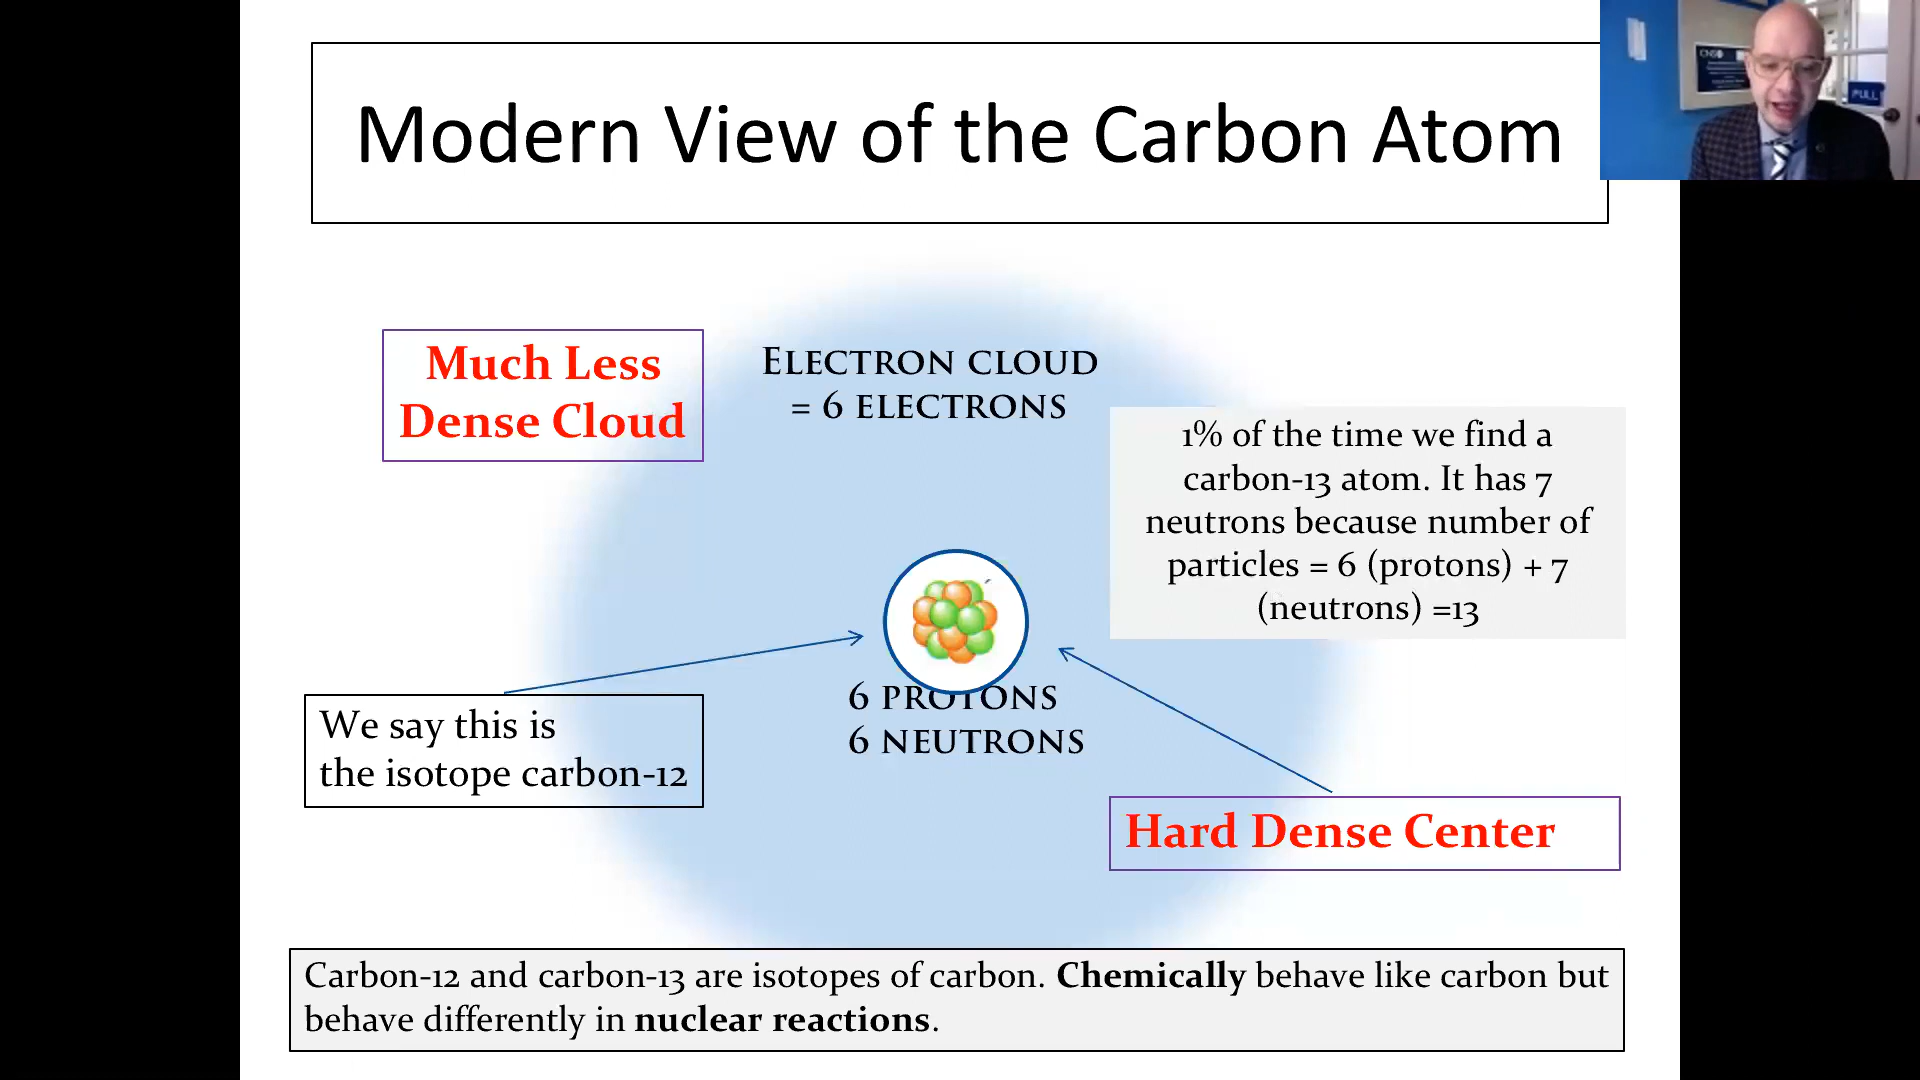 Modern View of the Carbon Atom
CNS
PULL
Much Less
Dense Cloud
Electron cloud
= 6 electrons
1% of the time we find a
carbon-13 atom. It has 7
neutrons because number of
particles = 6 (protons) + 7
(neutrons) =13
6 protons
6 neutrons
We say this is
the isotope carbon-12
Hard Dense Center
Carbon-12 and carbon-13 are isotopes of carbon. Chemically behave like carbon but
behave differently in nuclear reactions.